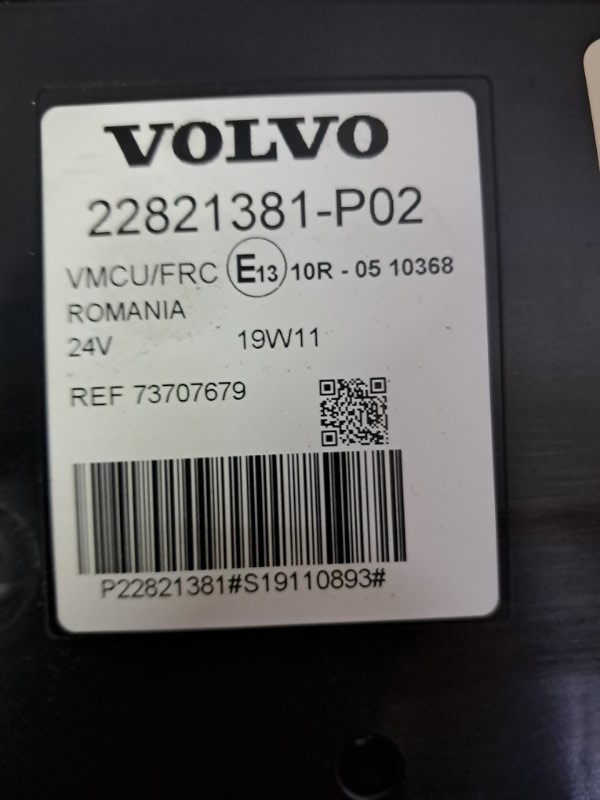 VOLVO
22821381-P02
VMCU/FRC E13 10R - 05 10368
ROMANIA
24V 19W11
REF 73707679
P22821381#S19110893#